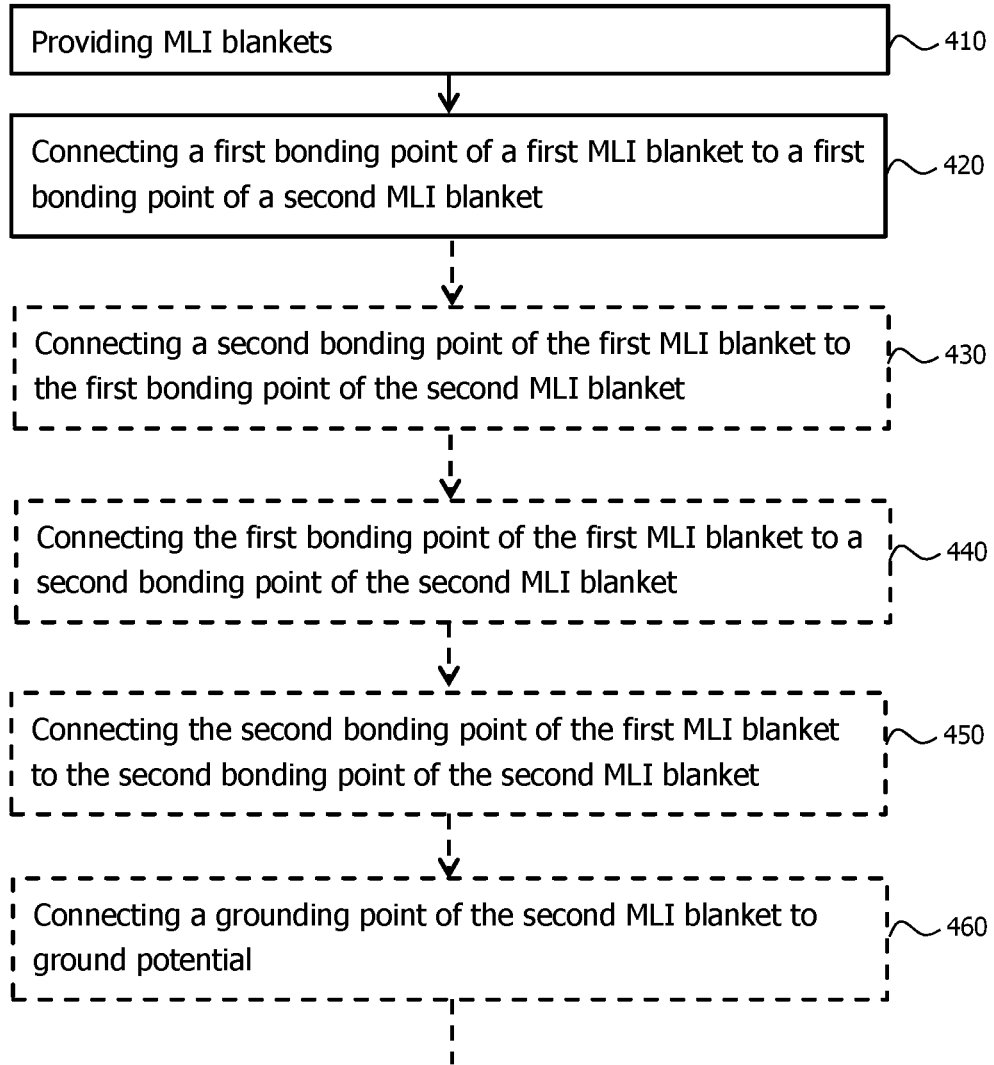 Providing MLI blankets
410
Connecting a first bonding point of a first MLI blanket to a first
bonding point of a second MLI blanket
420
Connecting a second bonding point of the first MLI blanket to
the first bonding point of the second MLI blanket
430
Connecting the first bonding point of the first MLI blanket to a
second bonding point of the second MLI blanket
440
Connecting the second bonding point of the first MLI blanket
to the second bonding point of the second MLI blanket
450
Connecting a grounding point of the second MLI blanket to
ground potential
460